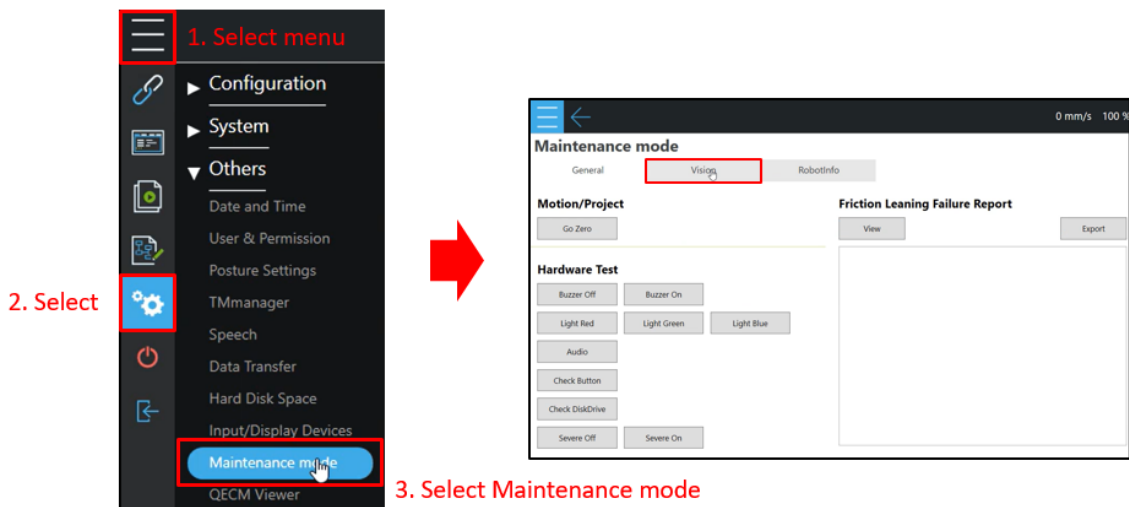 1. Select menu
Configuration
System
Others
Date and Time
User & Permission
Posture Settings
2. Select
TMmanager
Speech
Data Transfer
Hard Disk Space
Input/Display Devices
Maintenance mode
QECM Viewer
3. Select Maintenance mode
0 mm/s 100 %
Maintenance mode
General Vision RobotInfo
Motion/Project
Go Zero
Hardware Test
Buzzer Off Buzzer On
Light Red Light Green Light Blue
Audio
Check Button
Check DiskDrive
Severe Off Severe On
Friction Leaning Failure Report
View Export